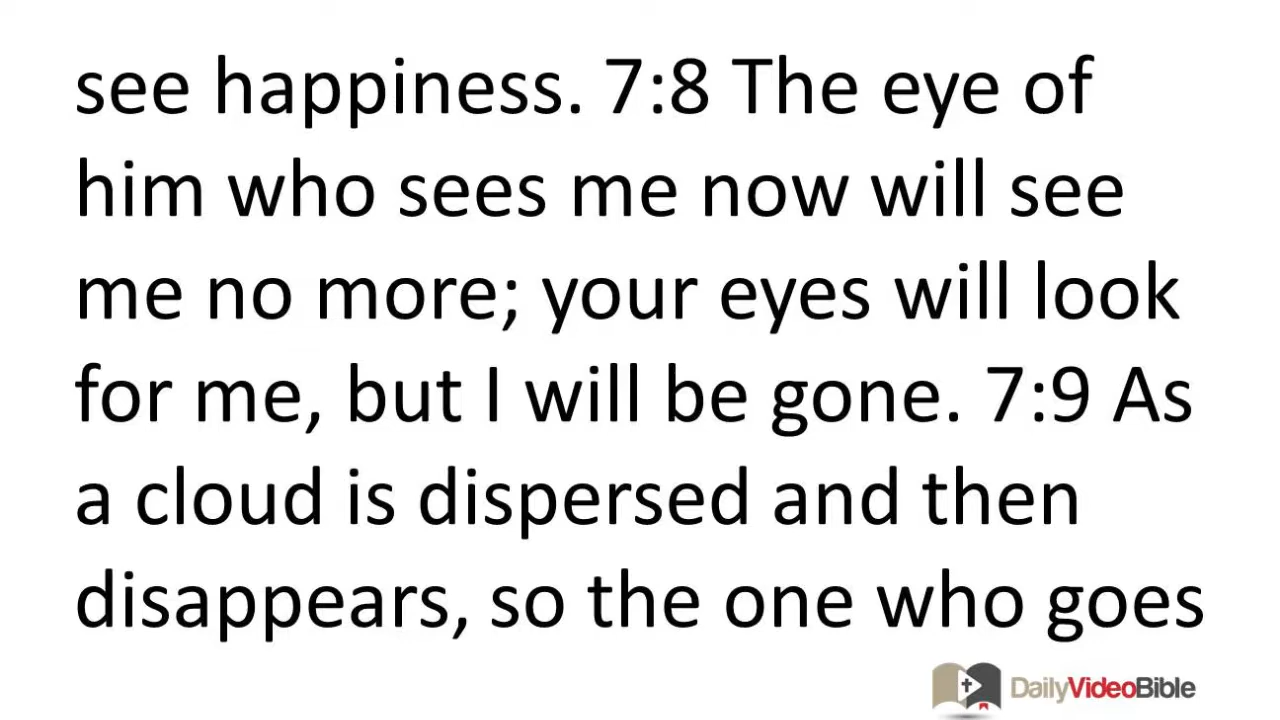 see happiness. 7:8 The eye of
him who sees me now will see
me no more; your eyes will look
for me, but I will be gone. 7:9 As
a cloud is dispersed and then
disappears, so the one who goes
DailyVideoBible